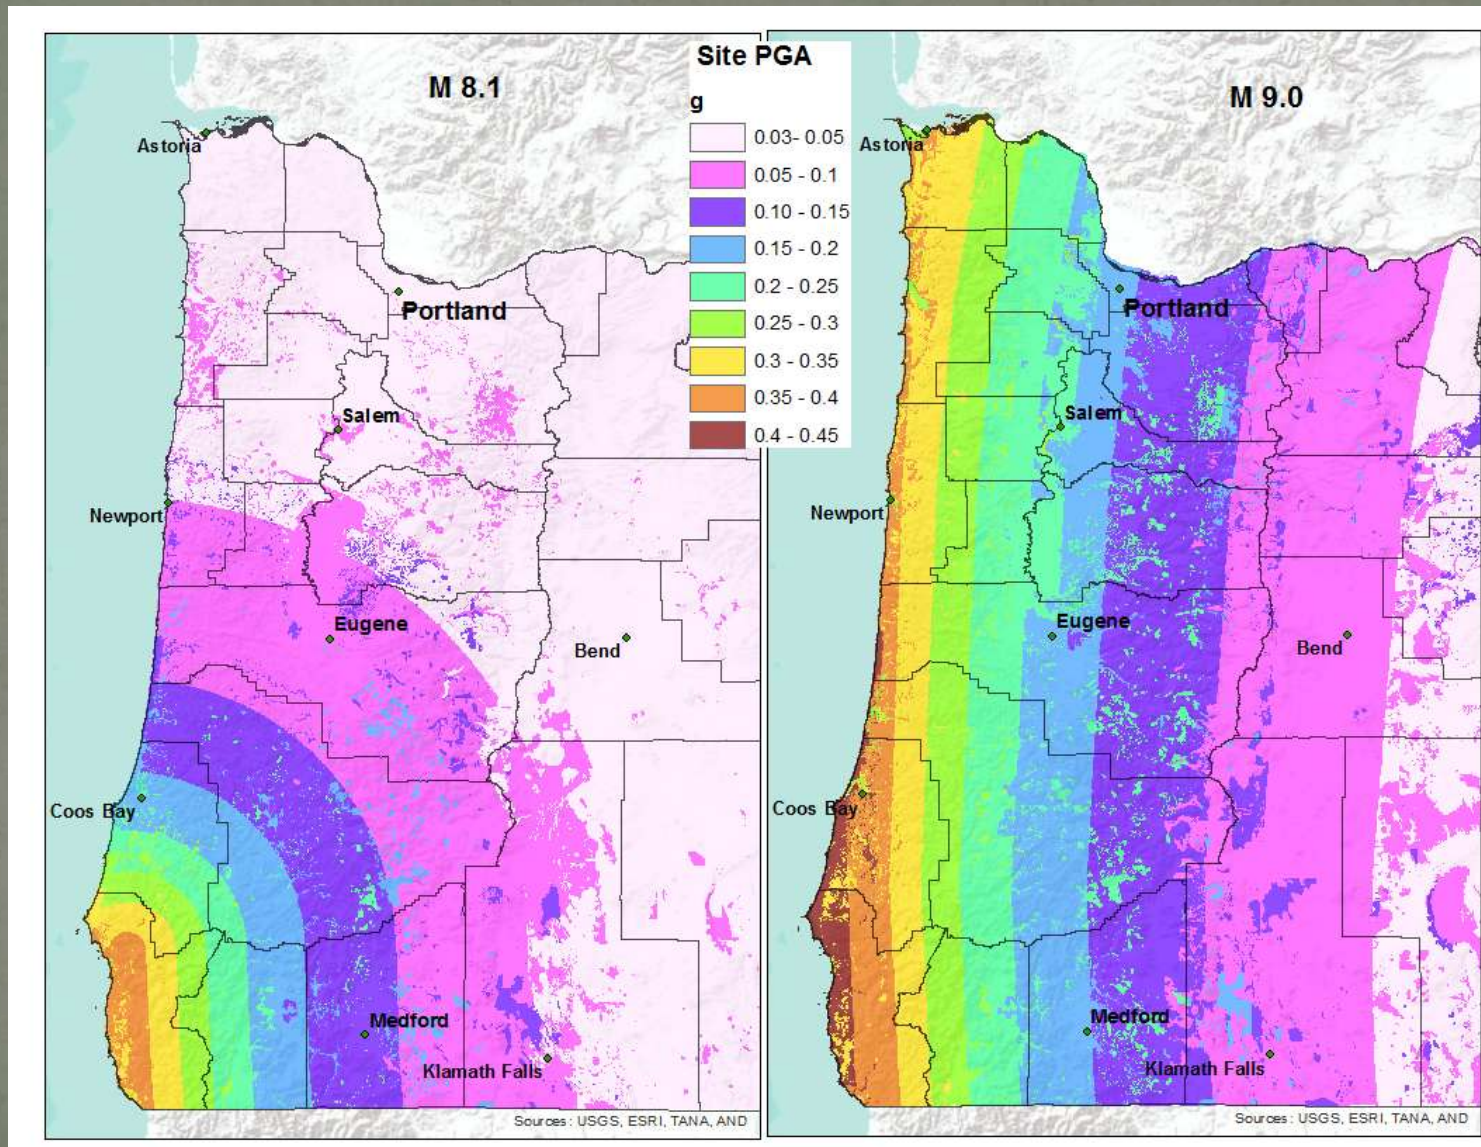 M 8.1
Astoria
Portland
Salem
Newport
Eugene
Bend
Coos Bay
Medford
Klamath Falls
Sources: USGS, ESRI, TANA, AND
Site PGA
g
0.03- 0.05
0.05 - 0.1
0.10 - 0.15
0.15 - 0.2
0.2 - 0.25
0.25 - 0.3
0.3 - 0.35
0.35 - 0.4
0.4 - 0.45
M 9.0
Astoria
Portland
Salem
Newport
Eugene
Bend
Coos Bay
Medford
Klamath Falls
Sources: USGS, ESRI, TANA, AND